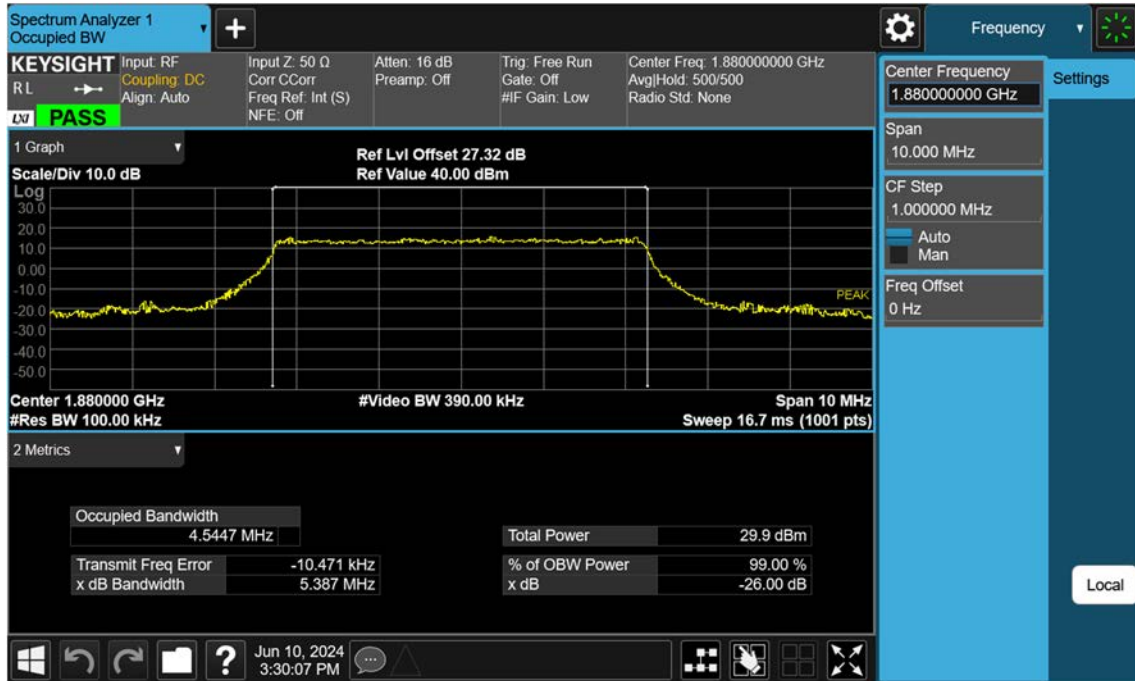 Spectrum Analyzer 1
Occupied BW
+
Frequency
KEYSIGHT
R L
LXI PASS
Input: RF
Coupling: DC
Align: Auto
Input Z: 50 Ω
Corr CCorr
Freq Ref: Int (S)
NFE: Off
Atten: 16 dB
Preamp: Off
Trig: Free Run
Gate: Off
#IF Gain: Low
Center Freq: 1.880000000 GHz
Avg|Hold: 500/500
Radio Std: None
1 Graph
Scale/Div 10.0 dB
Ref Lvl Offset 27.32 dB
Ref Value 40.00 dBm
Log
30.0
20.0
10.0
0.00
-10.0
-20.0
-30.0
-40.0
-50.0
PEAK
Center 1.880000 GHz
#Video BW 390.00 kHz
Span 10 MHz
#Res BW 100.00 kHz
Sweep 16.7 ms (1001 pts)
2 Metrics
Occupied Bandwidth
4.5447 MHz
Total Power 29.9 dBm
Transmit Freq Error -10.471 kHz
% of OBW Power 99.00 %
x dB Bandwidth 5.387 MHz
x dB -26.00 dB
?
Jun 10, 2024
3:30:07 PM
Center Frequency
1.880000000 GHz
Settings
Span
10.000 MHz
CF Step
1.000000 MHz
Auto
Man
Freq Offset
0 Hz
Local